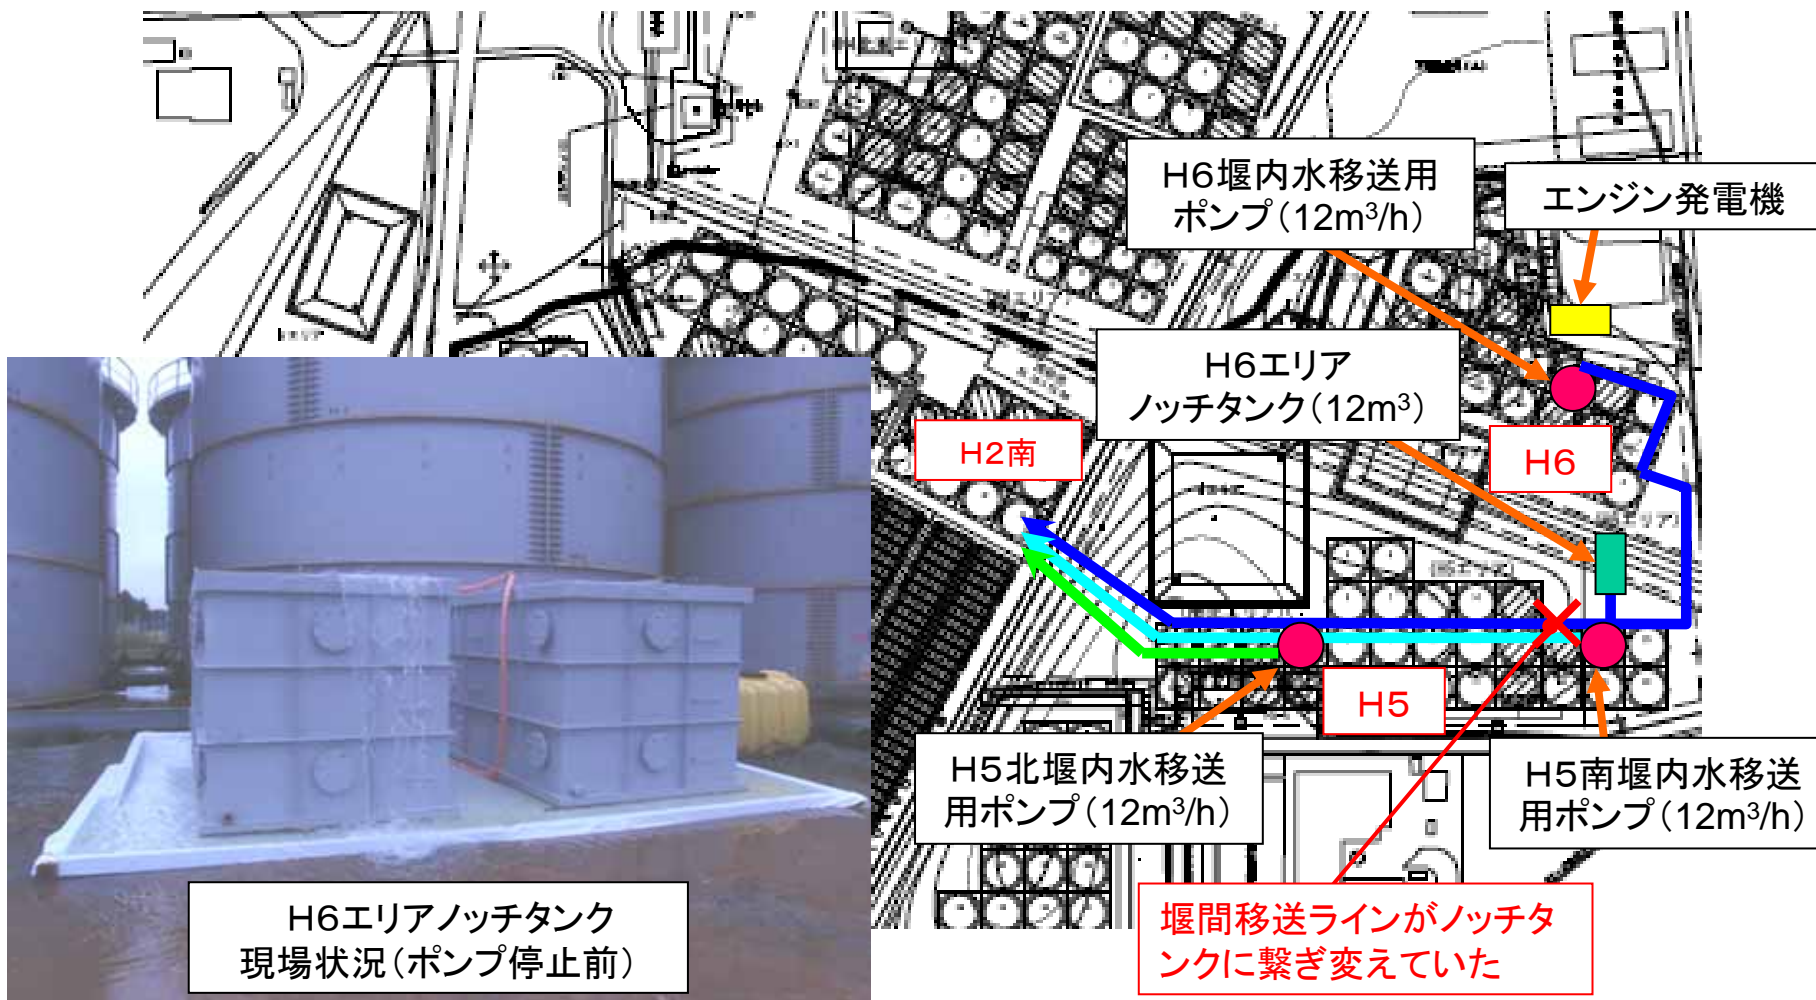 H6堰内水移送用
ポンプ(12m³/h)
エンジン発電機
H6エリア
ノッチタンク(12m³)
H2南
H6
H5
H5北堰内水移送
用ポンプ(12m³/h)
H5南堰内水移送
用ポンプ(12m³/h)
堰間移送ラインがノッチタ
ンクに繋ぎ変えていた
H6エリアノッチタンク
現場状況(ポンプ停止前)